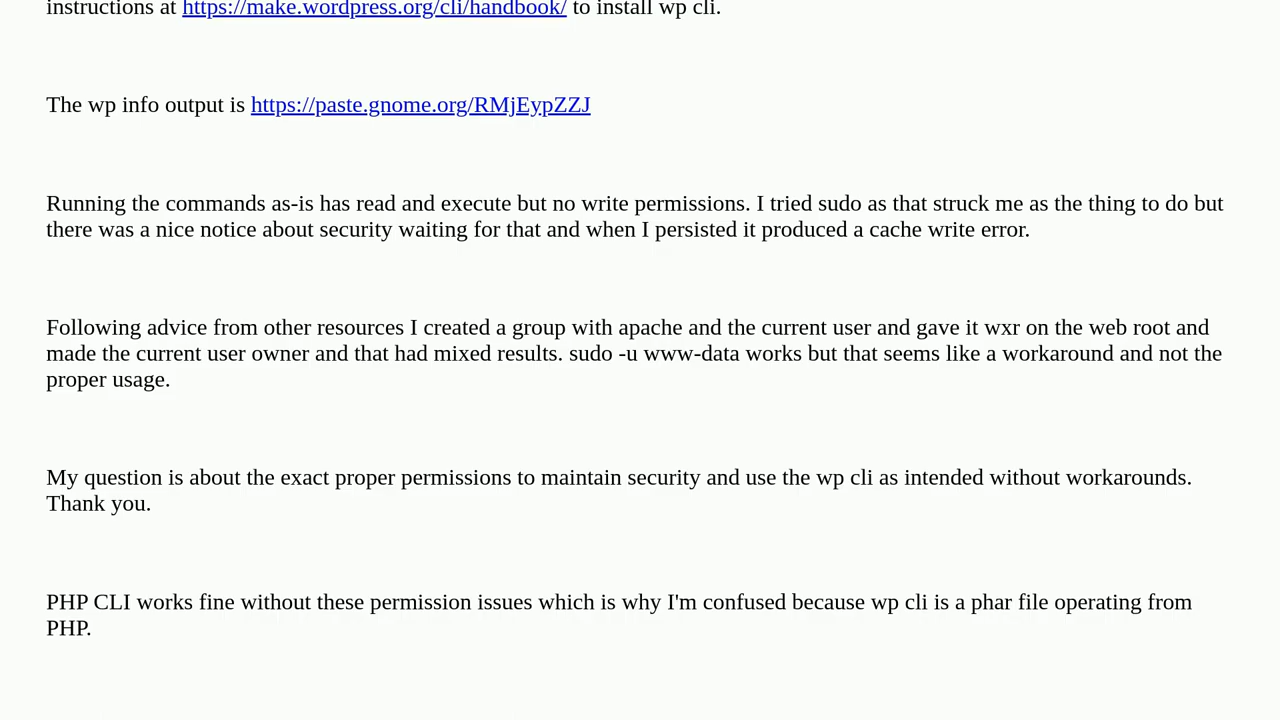 instructions at https://make.wordpress.org/cli/handbook/ to install wp cli.
The wp info output is https://paste.gnome.org/RMjEypZZJ
Running the commands as-is has read and execute but no write permissions. I tried sudo as that struck me as the thing to do but
there was a nice notice about security waiting for that and when I persisted it produced a cache write error.
Following advice from other resources I created a group with apache and the current user and gave it wxr on the web root and
made the current user owner and that had mixed results. sudo -u www-data works but that seems like a workaround and not the
proper usage.
My question is about the exact proper permissions to maintain security and use the wp cli as intended without workarounds.
Thank you.
PHP CLI works fine without these permission issues which is why I'm confused because wp cli is a phar file operating from
PHP.